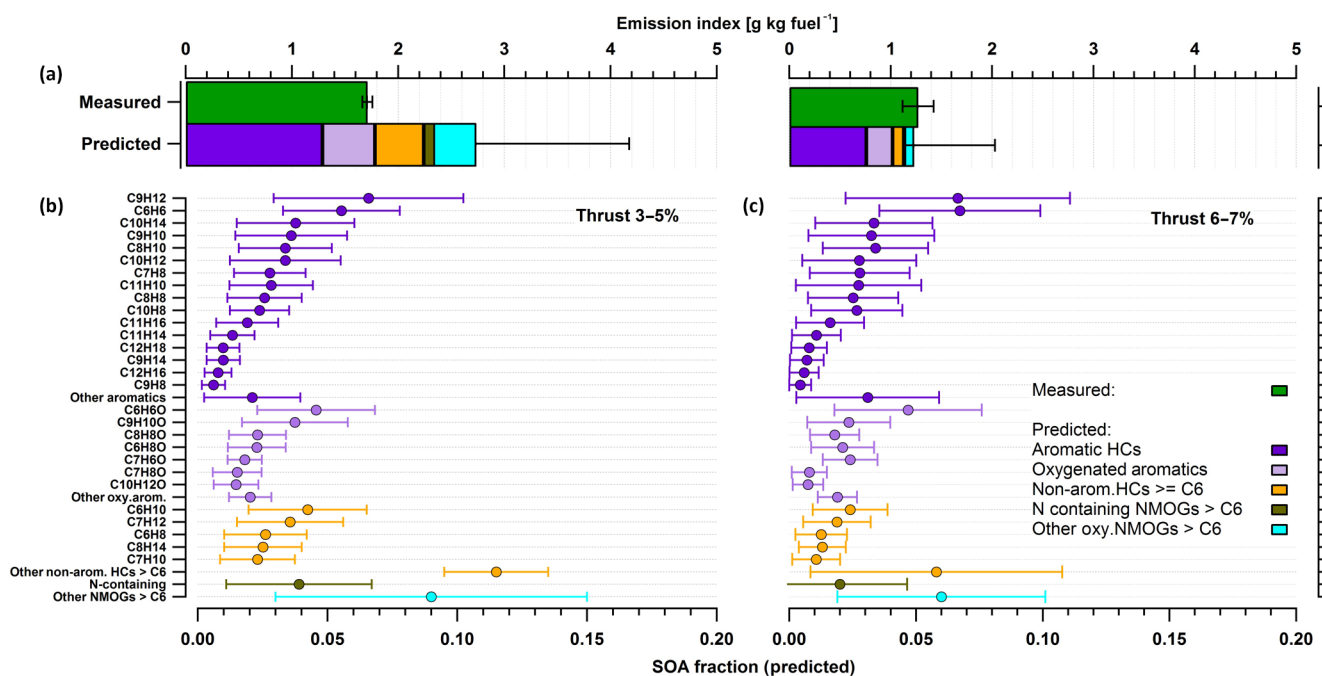 Emission index [g kg fuel⁻¹]
0 1 2 3 4 5 0 1 2 5
(a)
Measured
Predicted
(b) (c)
Thrust 3–5% Thrust 6–7%
C9H12
C6H6
C10H14
C9H10
C8H10
C10H12
C7H8
C11H10
C8H8
C10H8
C11H16
C11H14
C12H18
C9H14
C12H16
C9H8
Other aromatics
C6H6O
C9H10O
C8H8O
C6H8O
C7H6O
C7H8O
C10H12O
Other oxy.arom.
C6H10
C7H12
C6H8
C8H14
C7H10
Other non-arom. HCs > C6
N-containing
Other NMOGs > C6
Measured:
Predicted:
Aromatic HCs
Oxygenated aromatics
Non-arom.HCs >= C6
N containing NMOGs > C6
Other oxy.NMOGs > C6
0.00 0.05 0.10 0.15 0.20 0.00 0.05 0.10 0.15 0.20
SOA fraction (predicted)